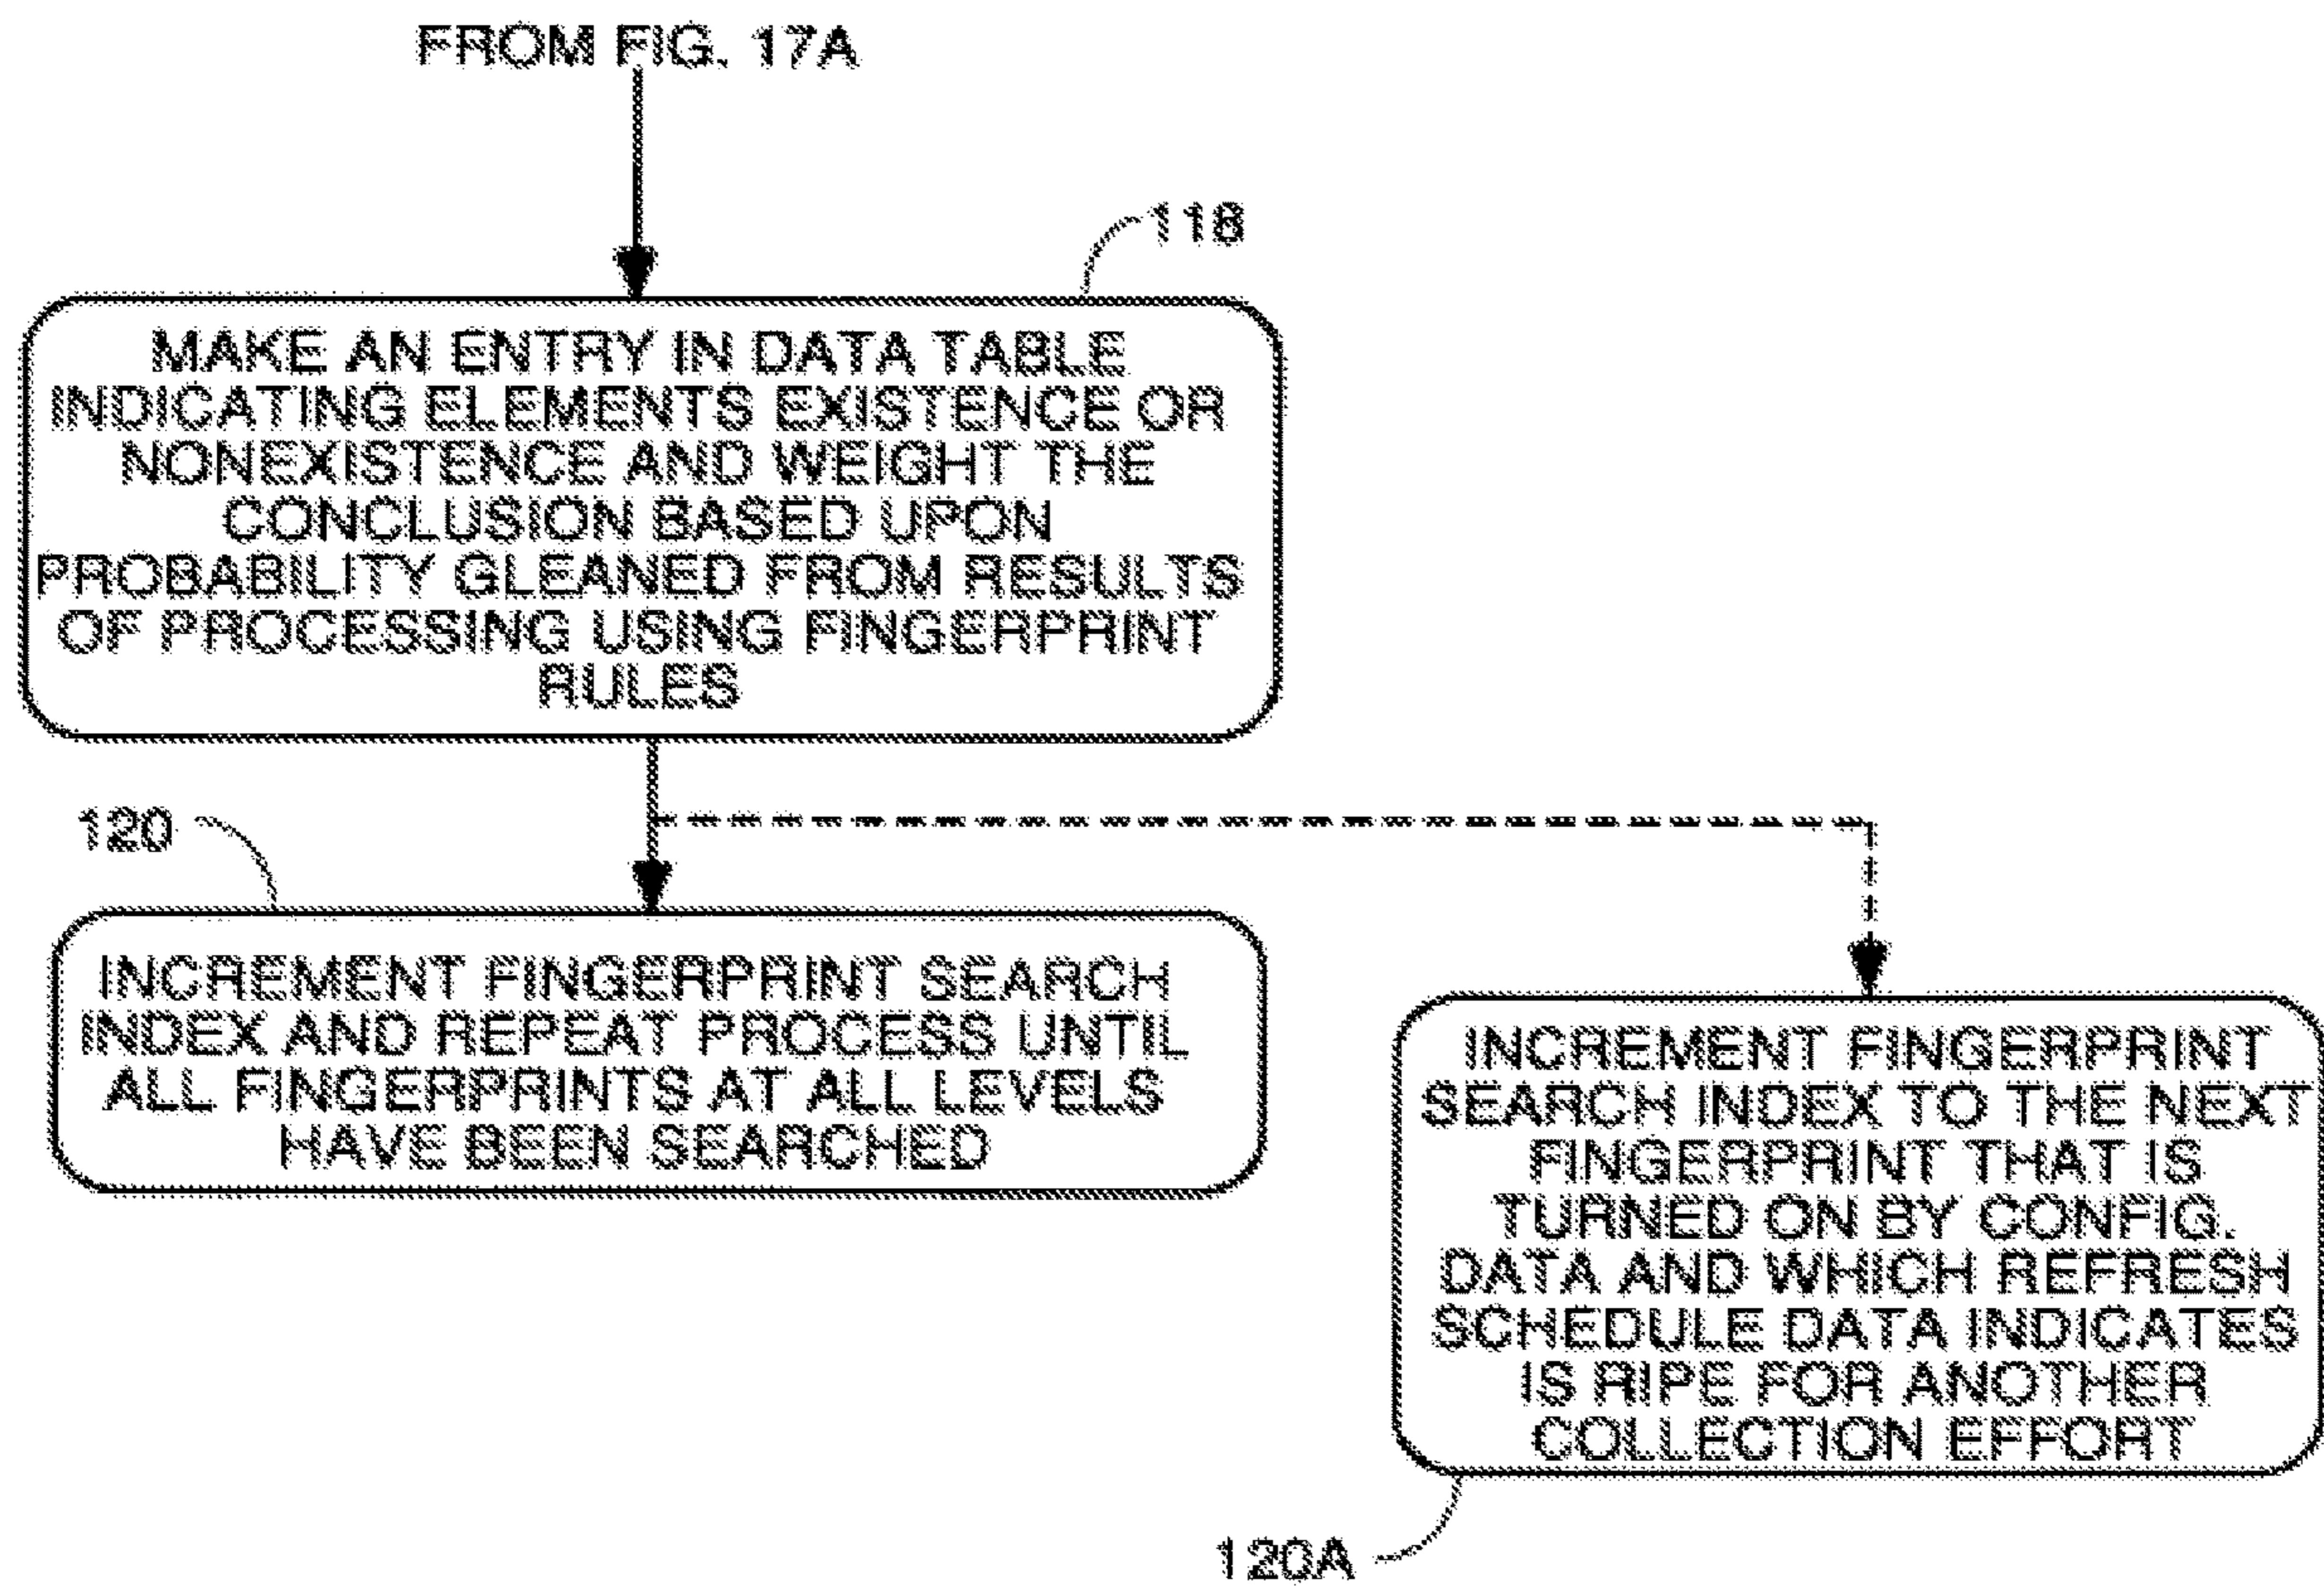 FROM FIG. 17A
118
MAKE AN ENTRY IN DATA TABLE
INDICATING ELEMENTS EXISTENCE OR
NONEXISTENCE AND WEIGHT THE
CONCLUSION BASED UPON
PROBABILITY GLEANED FROM RESULTS
OF PROCESSING USING FINGERPRINT
RULES
120
INCREMENT FINGERPRINT SEARCH
INDEX AND REPEAT PROCESS UNTIL
ALL FINGERPRINTS AT ALL LEVELS
HAVE BEEN SEARCHED
INCREMENT FINGERPRINT
SEARCH INDEX TO THE NEXT
FINGERPRINT THAT IS
TURNED ON BY CONFIG.
DATA AND WHICH REFRESH
SCHEDULE DATA INDICATES
IS RIPE FOR ANOTHER
COLLECTION EFFORT
120A